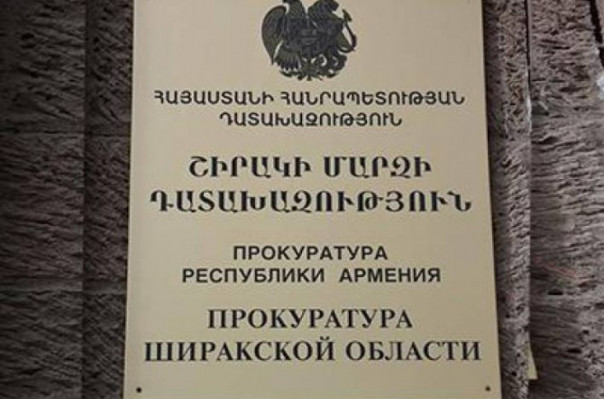 ՀԱՅԱՍՏԱՆԻ ՀԱՆՐԱՊԵՏՈՒԹՅԱՆ
ԴԱՏԱԽԱԶՈՒԹՅՈՒՆ
ՇԻՐԱԿԻ ՄԱՐԶԻ
ԴԱՏԱԽԱԶՈՒԹՅՈՒՆ
ПРОКУРАТУРА
РЕСПУБЛИКИ АРМЕНИЯ
ПРОКУРАТУРА
ШИРАКСКОЙ ОБЛАСТИ